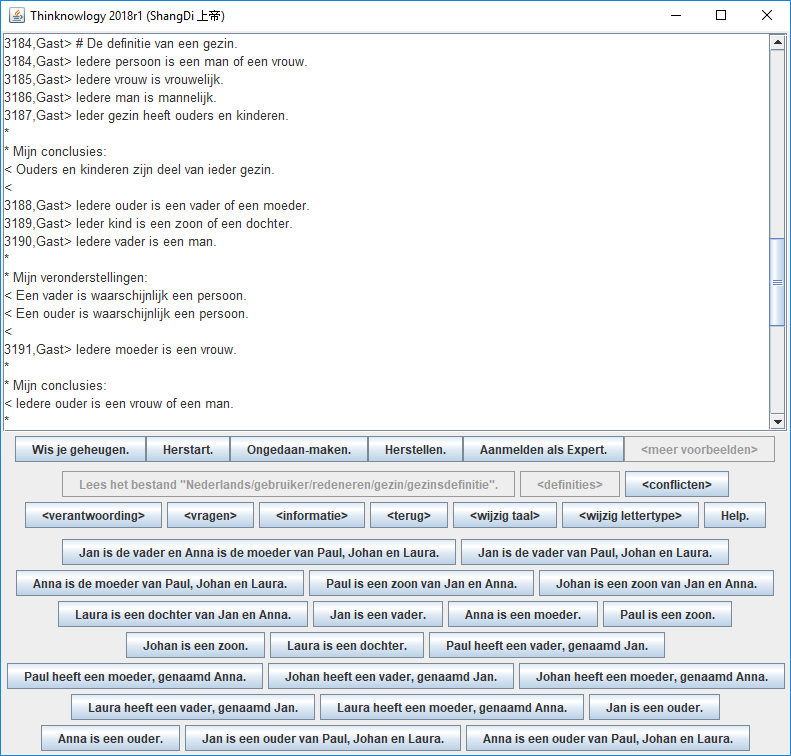 Thinknowlogy 2018r1 (ShangDi 上帝)
3184,Gast> # De definitie van een gezin.
3184,Gast> Iedere persoon is een man of een vrouw.
3185,Gast> Iedere vrouw is vrouwelijk.
3186,Gast> Iedere man is mannelijk.
3187,Gast> Ieder gezin heeft ouders en kinderen.
*
* Mijn conclusies:
< Ouders en kinderen zijn deel van ieder gezin.
<
3188,Gast> Iedere ouder is een vader of een moeder.
3189,Gast> Ieder kind is een zoon of een dochter.
3190,Gast> Iedere vader is een man.
*
* Mijn veronderstellingen:
< Een vader is waarschijnlijk een persoon.
< Een ouder is waarschijnlijk een persoon.
<
3191,Gast> Iedere moeder is een vrouw.
*
* Mijn conclusies:
< Iedere ouder is een vrouw of een man.
*
Wis je geheugen. Herstart. Ongedaan-maken. Herstellen. Aanmelden als Expert. <meer voorbeelden>
Lees het bestand "Nederlands/gebruiker/redeneren/gezin/gezinsdefinitie". <definities> <conflicten>
<verantwoording> <vragen> <informatie> <terug> <wijzig taal> <wijzig lettertype> Help.
Jan is de vader en Anna is de moeder van Paul, Johan en Laura. Jan is de vader van Paul, Johan en Laura.
Anna is de moeder van Paul, Johan en Laura. Paul is een zoon van Jan en Anna. Johan is een zoon van Jan en Anna.
Laura is een dochter van Jan en Anna. Jan is een vader. Anna is een moeder. Paul is een zoon.
Johan is een zoon. Laura is een dochter. Paul heeft een vader, genaamd Jan.
Paul heeft een moeder, genaamd Anna. Johan heeft een vader, genaamd Jan. Johan heeft een moeder, genaamd Anna.
Laura heeft een vader, genaamd Jan. Laura heeft een moeder, genaamd Anna. Jan is een ouder.
Anna is een ouder. Jan is een ouder van Paul, Johan en Laura. Anna is een ouder van Paul, Johan en Laura.